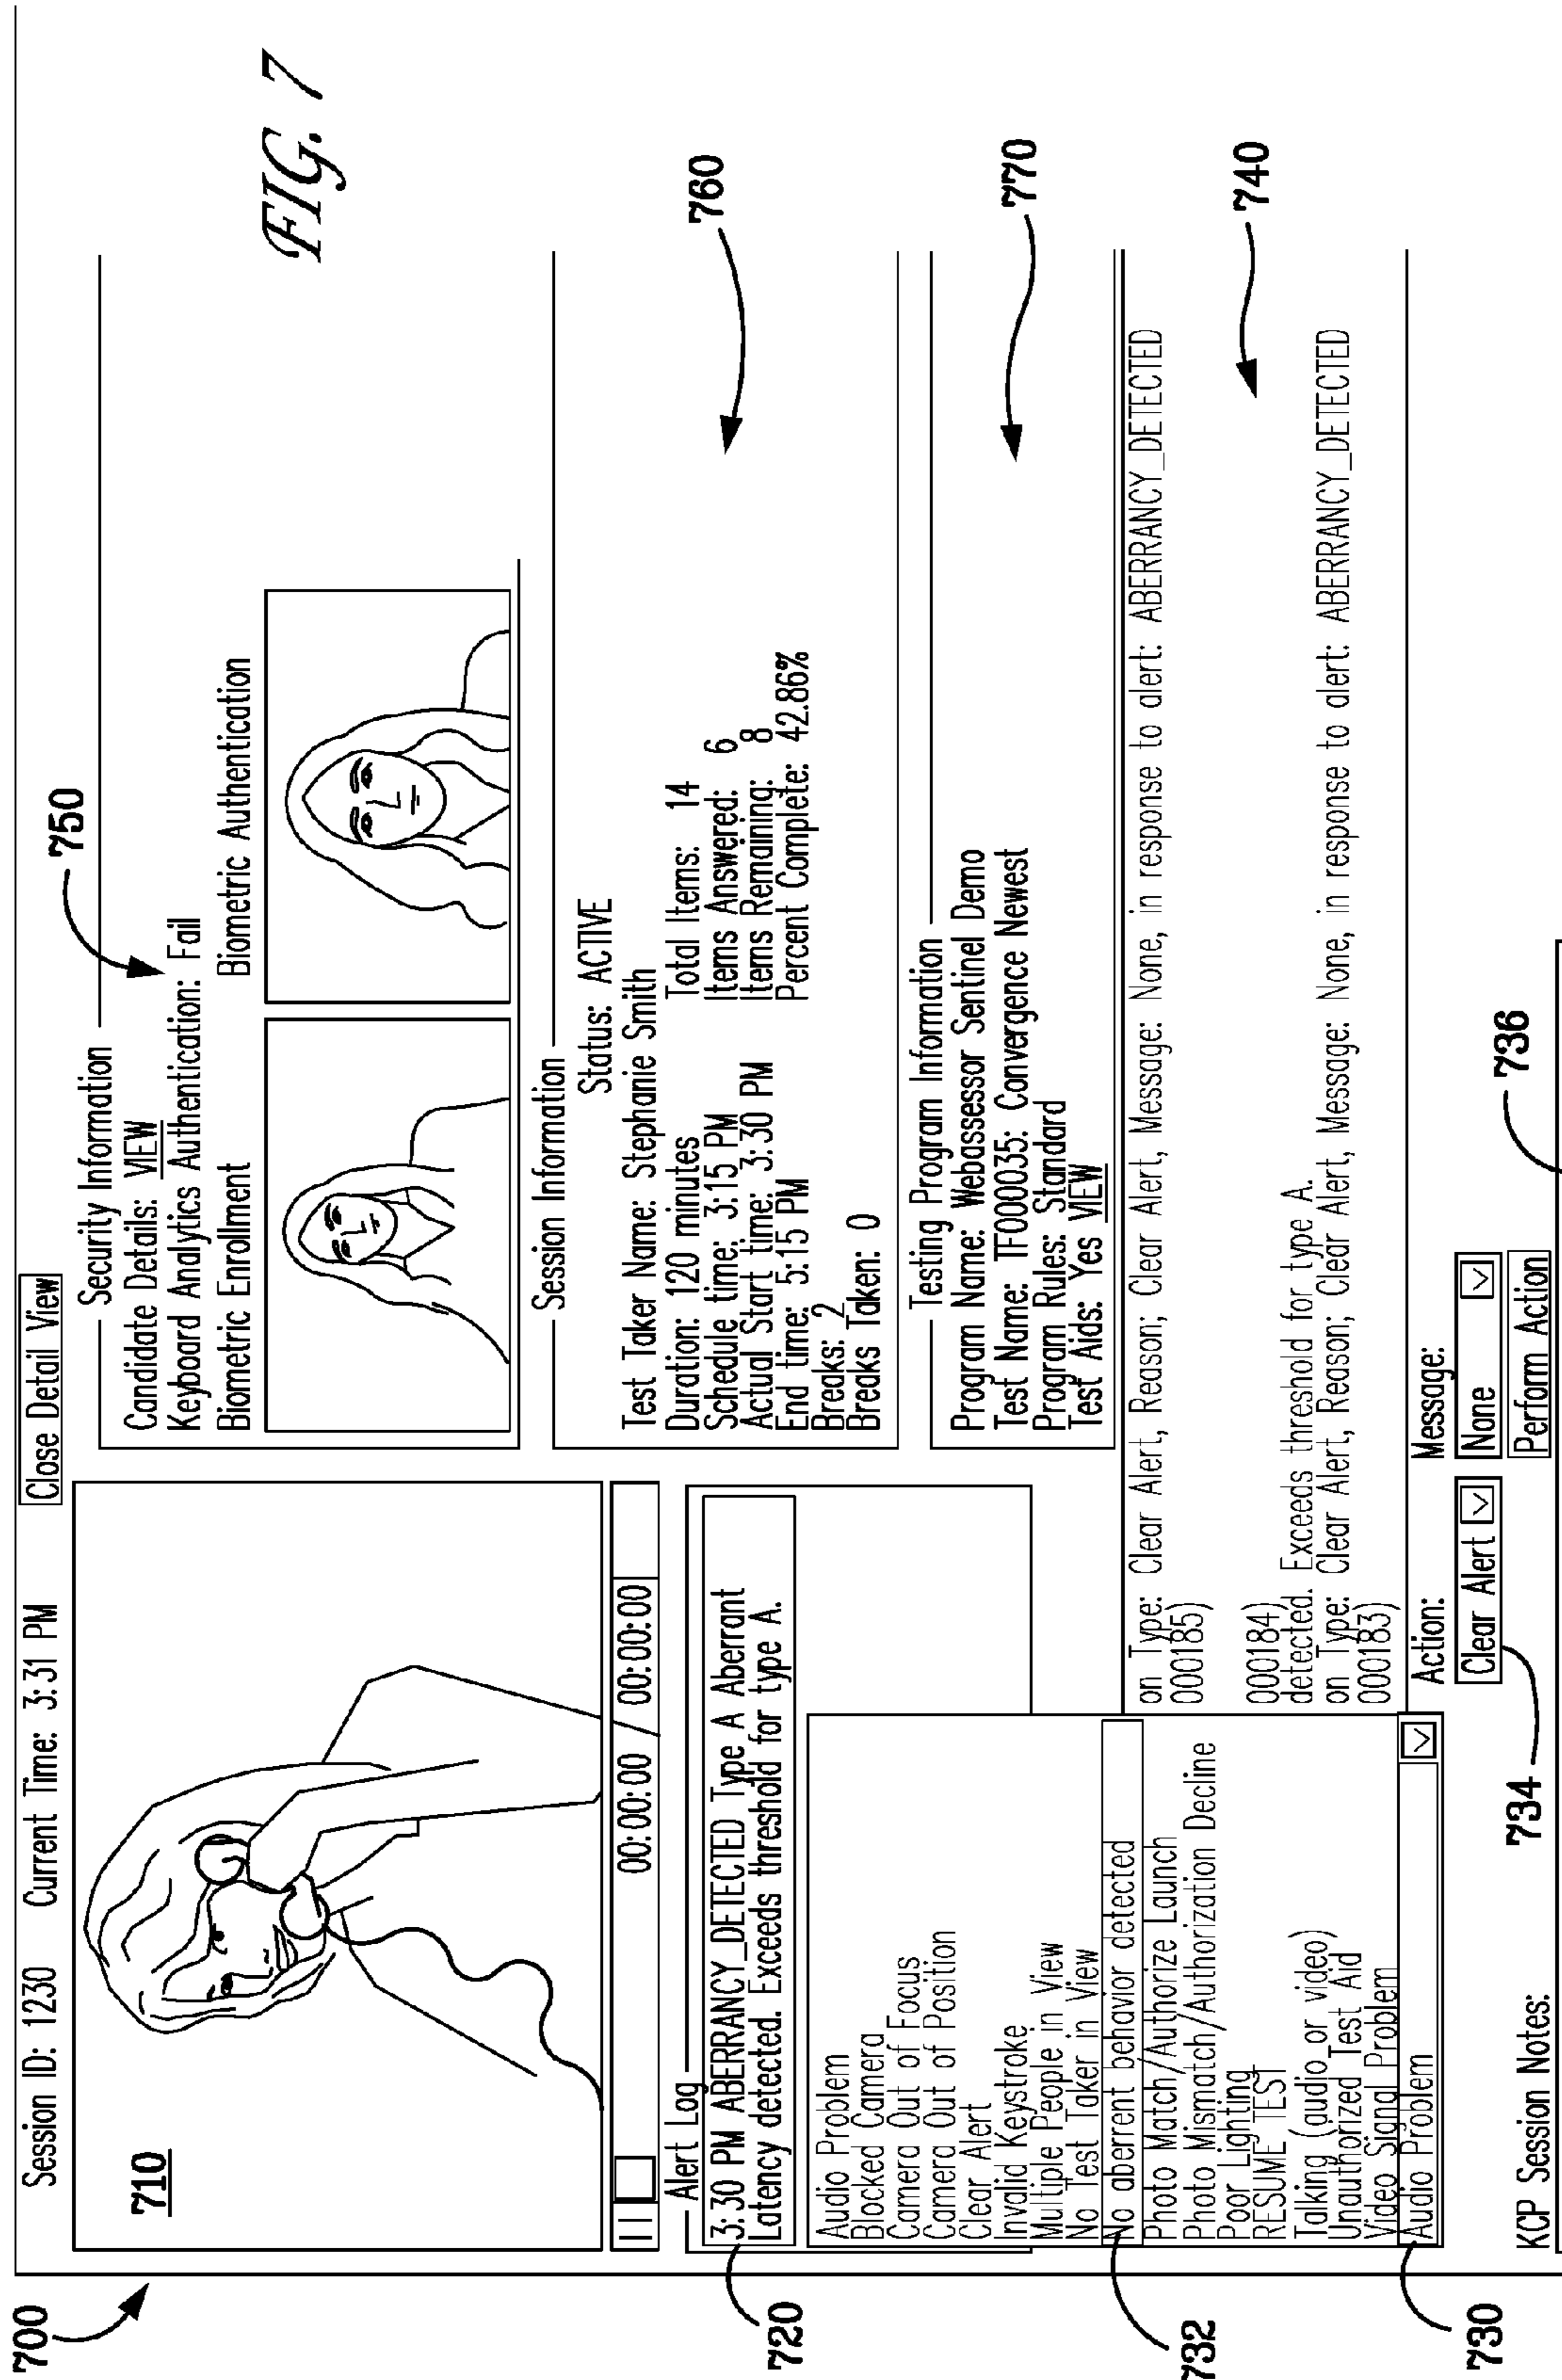 FIG. 7
700
Session ID: 1230 Current Time: 3:31 PM Close Detail View
710
00:00:00 00:00:00
Alert Log
3:30 PM ABERRANCY_DETECTED Type A Aberrant
Latency detected. Exceeds threshold for type A.
720
Audio Problem
Blocked Camera
Camera Out of Focus
Camera Out of Position
Clear Alert
Invalid Keystroke
Multiple People in View
No Test Taker in View
No aberrent behavior detected
Photo Match/Authorize Launch
Photo Mismatch/Authorization Decline
Poor Lighting
RESUME TEST
Talking (audio or video)
Unauthorized Test Aid
Video Signal Problem
Audio Problem
732
730
750
Security Information
Candidate Details: VIEW
Keyboard Analytics Authentication: Fail
Biometric Enrollment Biometric Authentication
Session Information
760
Status: ACTIVE
Test Taker Name: Stephanie Smith
Duration: 120 minutes Total Items: 14
Schedule time: 3:15 PM Items Answered: 6
Actual Start time: 3:30 PM Items Remaining: 8
End time: 5:15 PM Percent Complete: 42.86%
Breaks: 2
Breaks Taken: 0
Testing Program Information
770
Program Name: Webassessor Sentinel Demo
Test Name: TF00035: Convergence Newest
Program Rules: Standard
Test Aids: Yes VIEW
on Type: Clear Alert, Reason; Clear Alert, Message: None, in response to alert: ABERRANCY_DETECTED
000185)
740
000184)
detected. Exceeds threshold for type A.
on Type: Clear Alert, Reason; Clear Alert, Message: None, in response to alert: ABERRANCY_DETECTED
000183)
Action: Message:
Clear Alert None
734
Perform Action
736
KCP Session Notes: